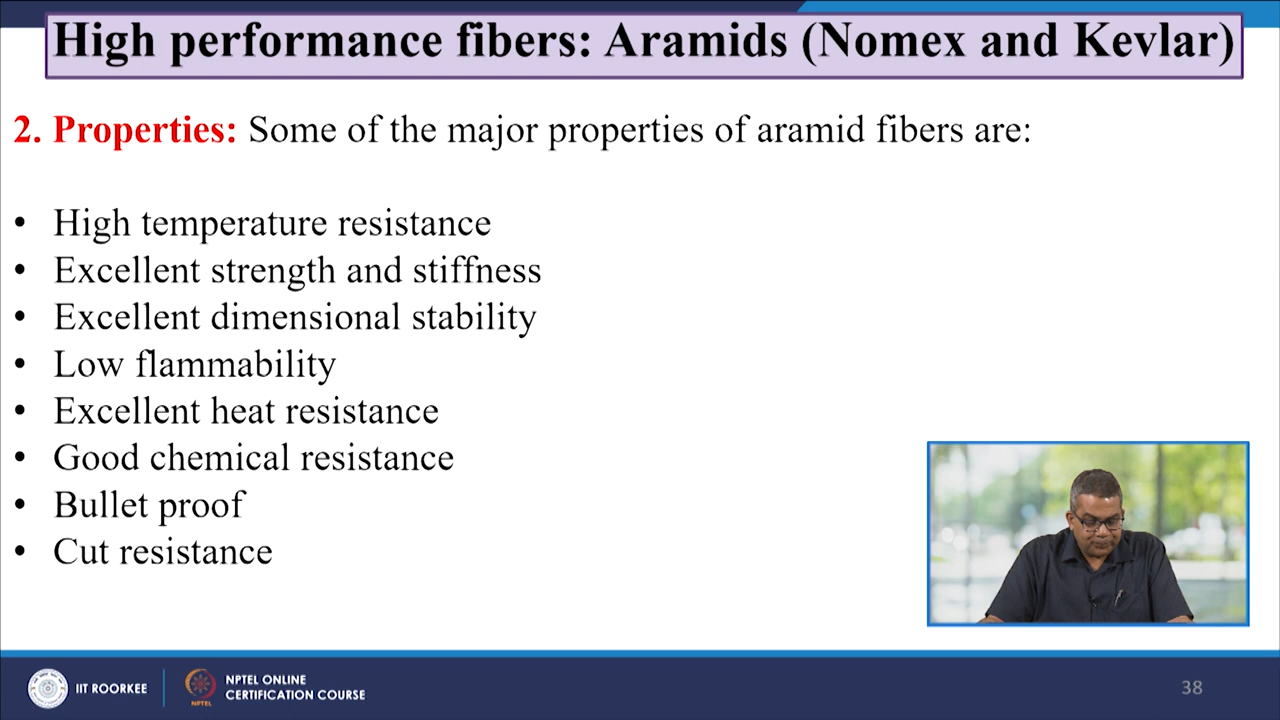 High performance fibers: Aramids (Nomex and Kevlar)
2. Properties: Some of the major properties of aramid fibers are:
• High temperature resistance
• Excellent strength and stiffness
• Excellent dimensional stability
• Low flammability
• Excellent heat resistance
• Good chemical resistance
• Bullet proof
• Cut resistance
IIT ROORKEE
NPTEL
NPTEL ONLINE
CERTIFICATION COURSE
38